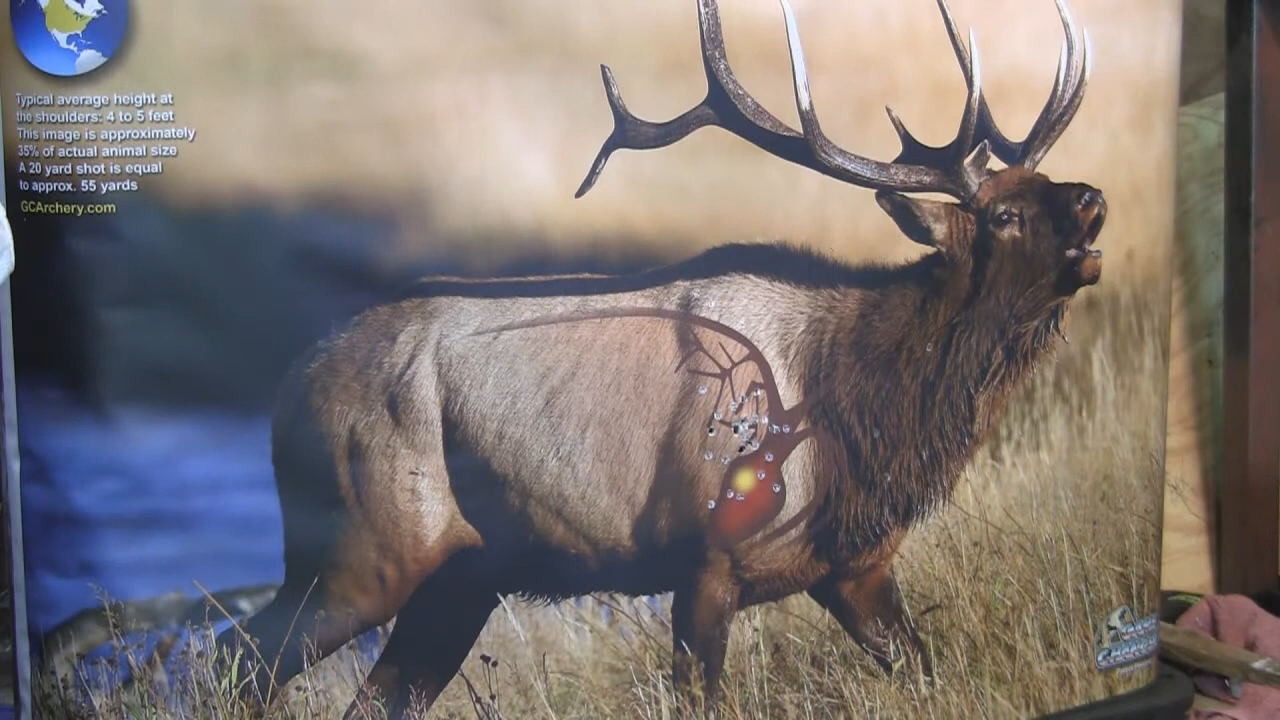 Typical average height at
the shoulders: 4 to 5 feet
This image is approximately
35% of actual animal size
A 20 yard shot is equal
to approx. 55 yards
GCArchery.com